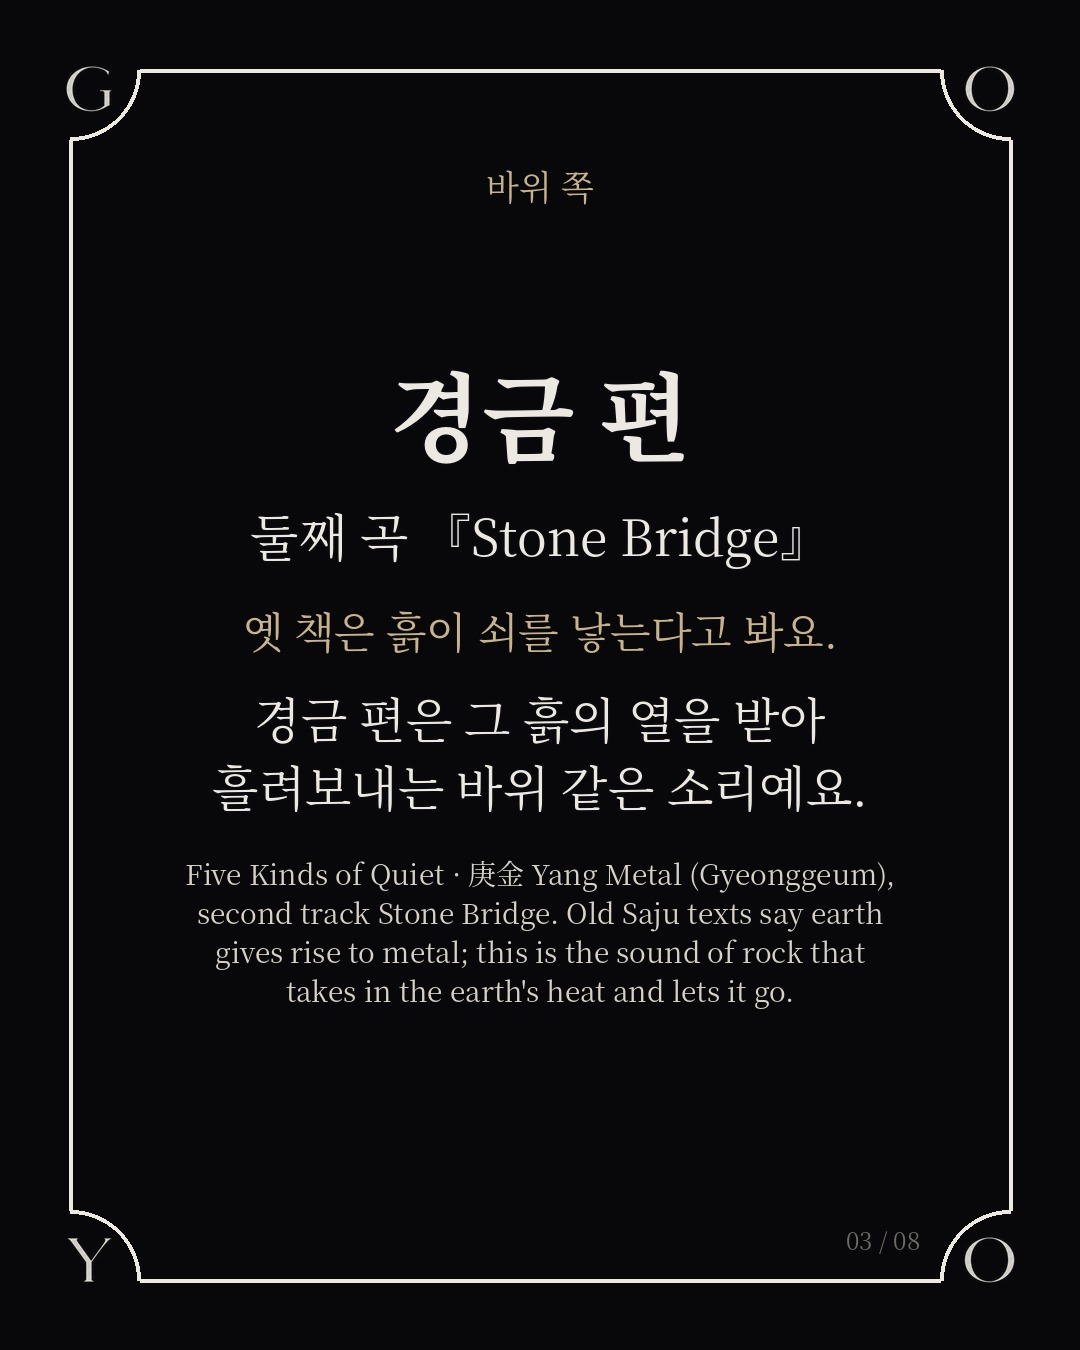 G O
바위 쪽
경금 편
둘째 곡 『Stone Bridge』
옛 책은 흙이 쇠를 낳는다고 봐요.
경금 편은 그 흙의 열을 받아
흘려보내는 바위 같은 소리예요.
Five Kinds of Quiet · 庚金 Yang Metal (Gyeonggeum),
second track Stone Bridge. Old Saju texts say earth
gives rise to metal; this is the sound of rock that
takes in the earth's heat and lets it go.
03 / 08
Y O